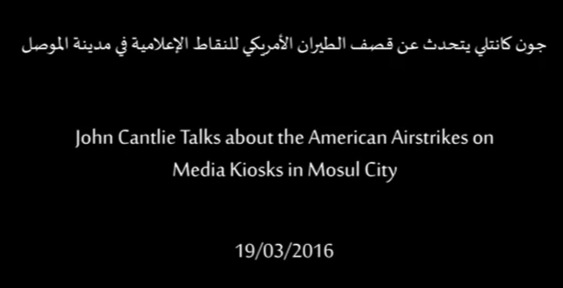 جون كانتلي يتحدث عن قصف الطيران الأمريكي للنقاط الإعلامية في مدينة الموصل
John Cantlie Talks about the American Airstrikes on
Media Kiosks in Mosul City
19/03/2016